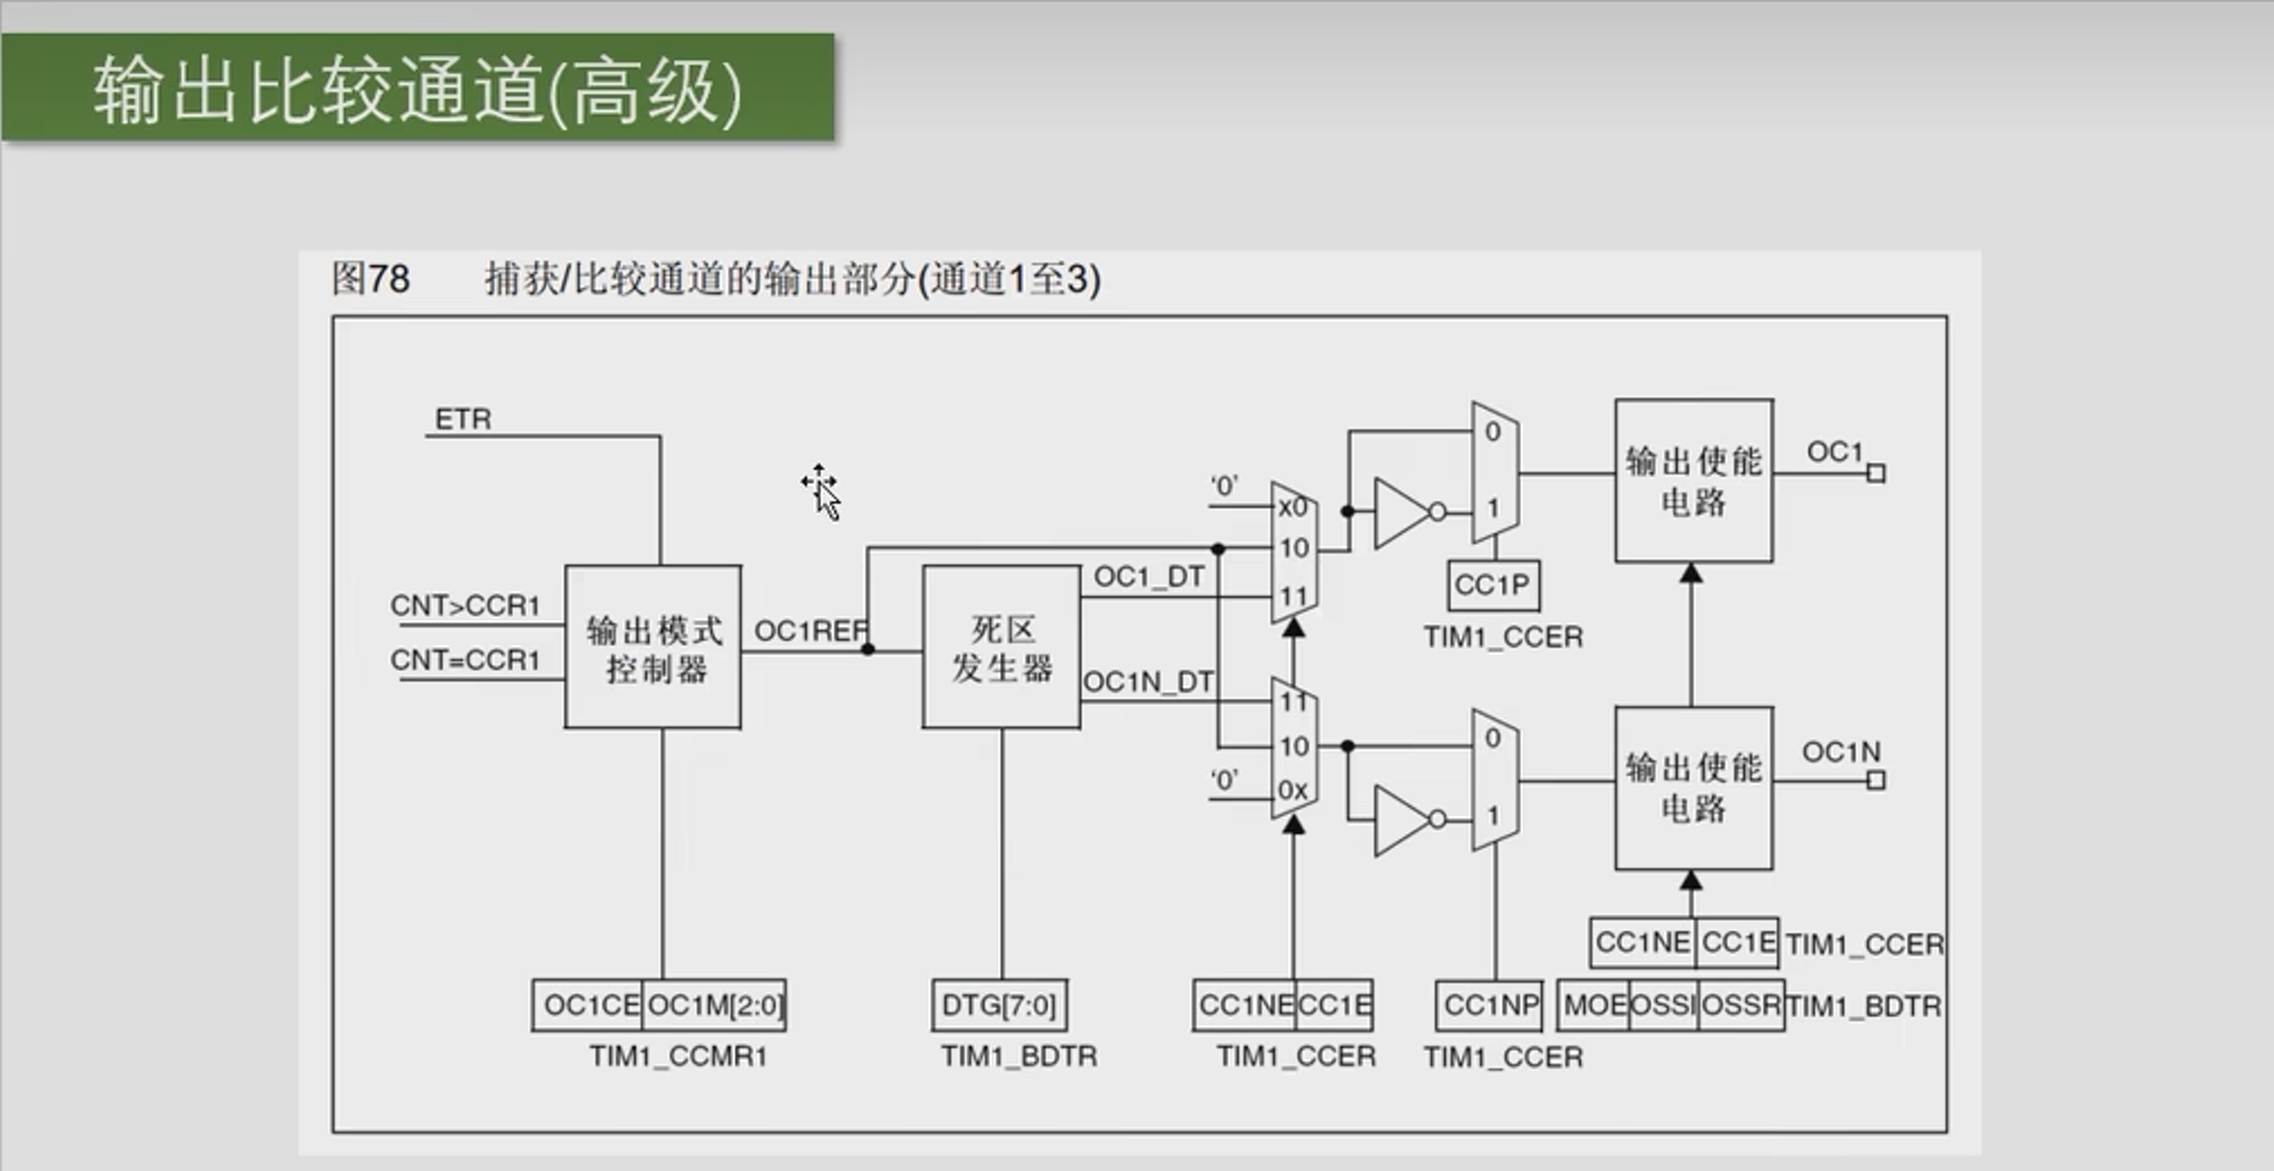 输出比较通道(高级)
图78 捕获/比较通道的输出部分(通道1至3)
ETR
CNT>CCR1
CNT=CCR1
输出模式
控制器
OC1REF
死区
发生器
OC1_DT
OC1N_DT
‘0’
x0
10
11
11
10
‘0’
0x
0
1
CC1P
TIM1_CCER
0
1
输出使能
电路
OC1
输出使能
电路
OC1N
CC1NE CC1E TIM1_CCER
OC1CE OC1M[2:0]
TIM1_CCMR1
DTG[7:0]
TIM1_BDTR
CC1NE CC1E
TIM1_CCER
CC1NP
TIM1_CCER
MOE OSSI OSSR TIM1_BDTR